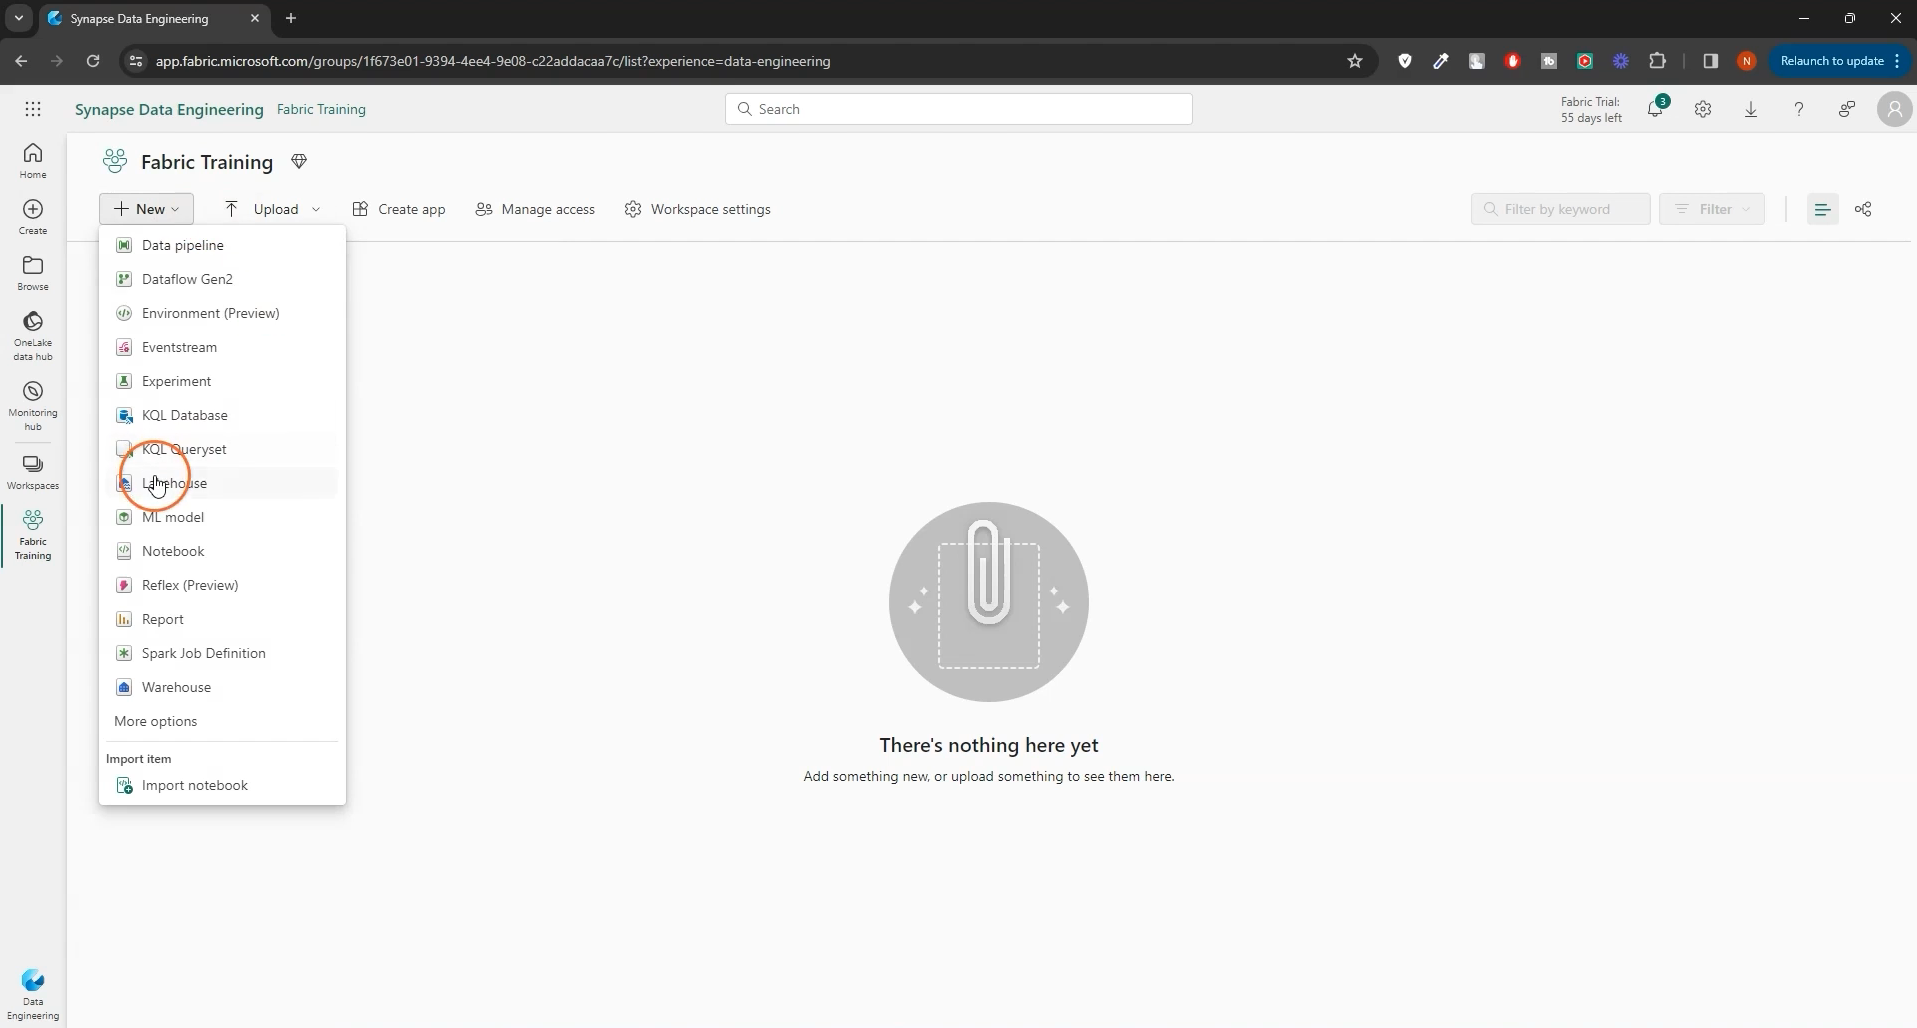 Synapse Data Engineering
app.fabric.microsoft.com/groups/1f673e01-9394-4ee4-9e08-c22addacaa7c/list?experience=data-engineering
N
Relaunch to update
Synapse Data Engineering
Fabric Training
Search
Fabric Trial:
55 days left
3
Home
Create
Browse
OneLake
data hub
Monitoring
hub
Workspaces
Fabric
Training
Data
Engineering
Fabric Training
New
Upload
Create app
Manage access
Workspace settings
Filter by keyword
Filter
Data pipeline
Dataflow Gen2
Environment (Preview)
Eventstream
Experiment
KQL Database
KQL Queryset
Lakehouse
ML model
Notebook
Reflex (Preview)
Report
Spark Job Definition
Warehouse
More options
Import item
Import notebook
There's nothing here yet
Add something new, or upload something to see them here.